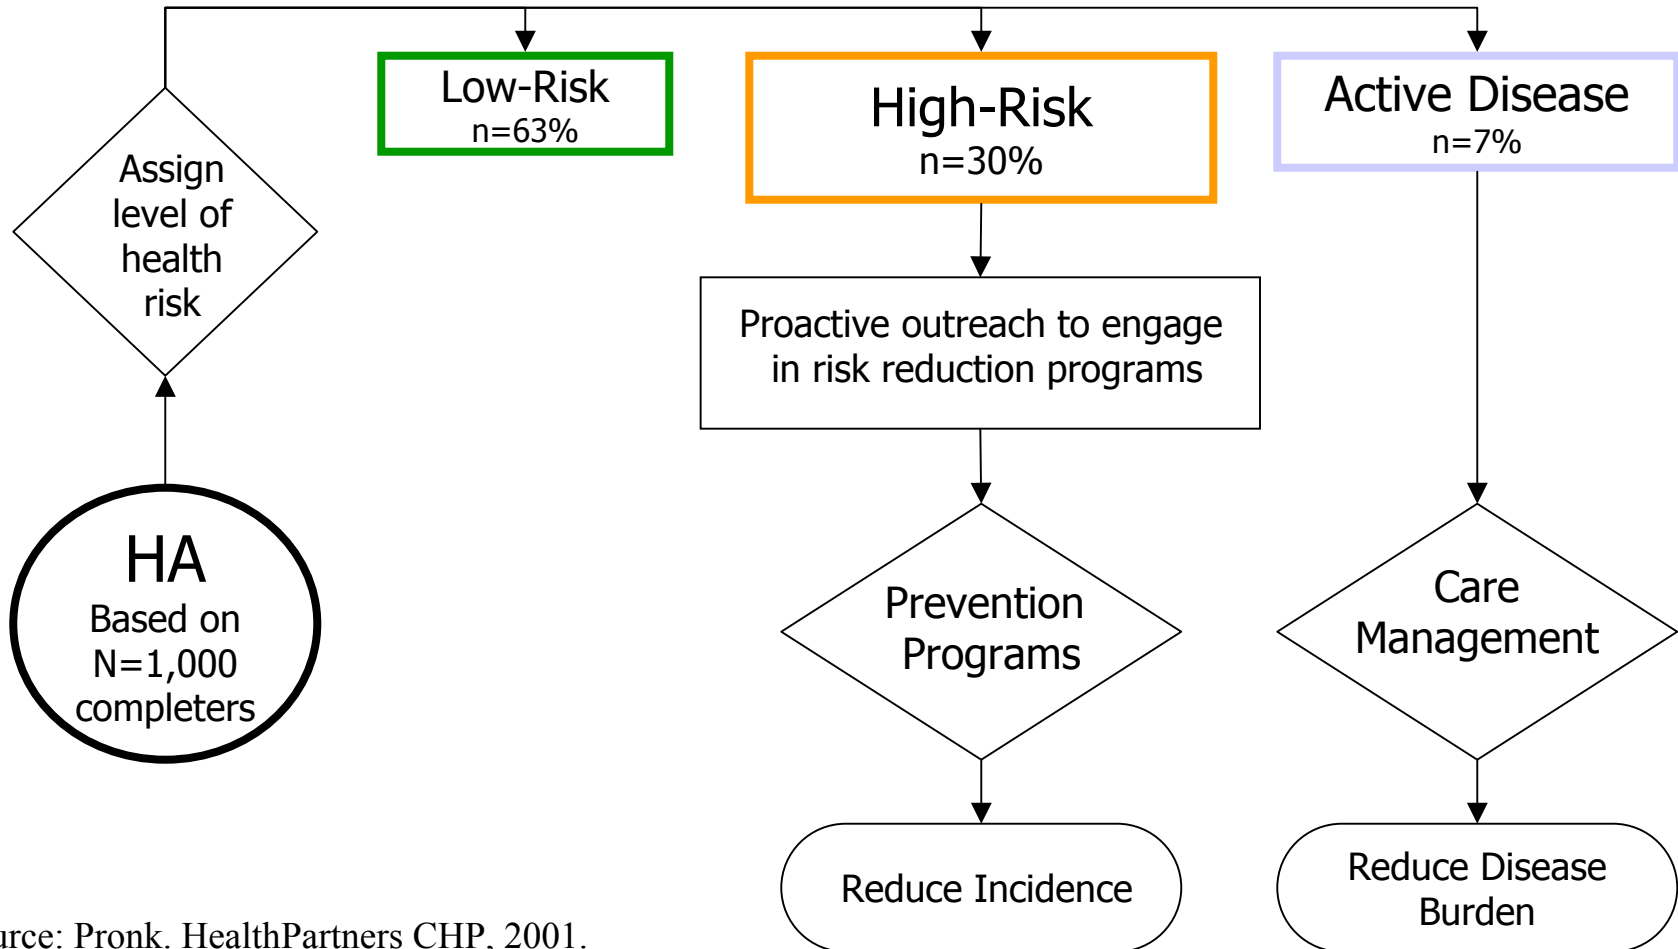 Low-Risk
n=63%
High-Risk
n=30%
Active Disease
n=7%
Assign
level of
health
risk
Proactive outreach to engage
in risk reduction programs
HA
Based on
N=1,000
completers
Prevention
Programs
Care
Management
Reduce Incidence
Reduce Disease
Burden
urce: Pronk. HealthPartners CHP, 2001.